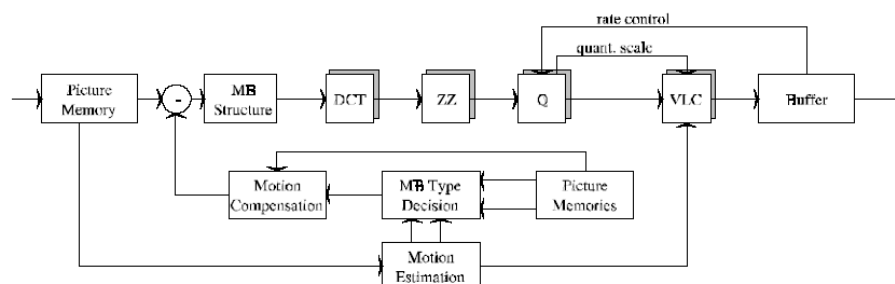 rate control
quant. scale
Picture
Memory
-
MB
Structure
DCT
ZZ
Q
VLC
Buffer
Motion
Compensation
MB Type
Decision
Picture
Memories
Motion
Estimation